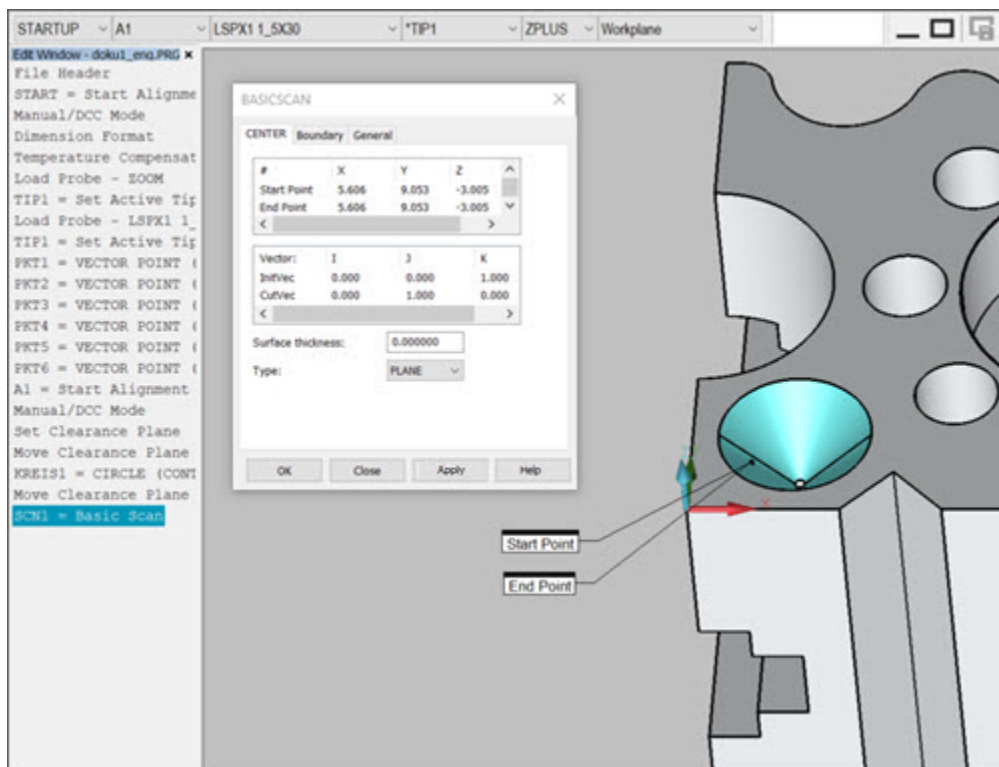 STARTUP A1 LSPX1 1_5X30 *TIP1 ZPLUS Workplane
Edit Window - doku1_eng.PRG ×
File Header
START = Start Alignme
Manual/DCC Mode
Dimension Format
Temperature Compensat
Load Probe - ZOOM
TIP1 = Set Active Tip
Load Probe - LSPX1 1_
TIP1 = Set Active Tip
PKT1 = VECTOR POINT (
PKT2 = VECTOR POINT (
PKT3 = VECTOR POINT (
PKT4 = VECTOR POINT (
PKT5 = VECTOR POINT (
PKT6 = VECTOR POINT (
A1 = Start Alignment
Manual/DCC Mode
Set Clearance Plane
Move Clearance Plane
KREIS1 = CIRCLE (CONT
Move Clearance Plane
SCN1 = Basic Scan
BASICSCAN
CENTER Boundary General
# X Y Z
Start Point 5.606 9.053 -3.005
End Point 5.606 9.053 -3.005
Vector: I J K
InitVec 0.000 0.000 1.000
CutVec 0.000 1.000 0.000
Surface thickness: 0.000000
Type: PLANE
OK Close Apply Help
Start Point
End Point